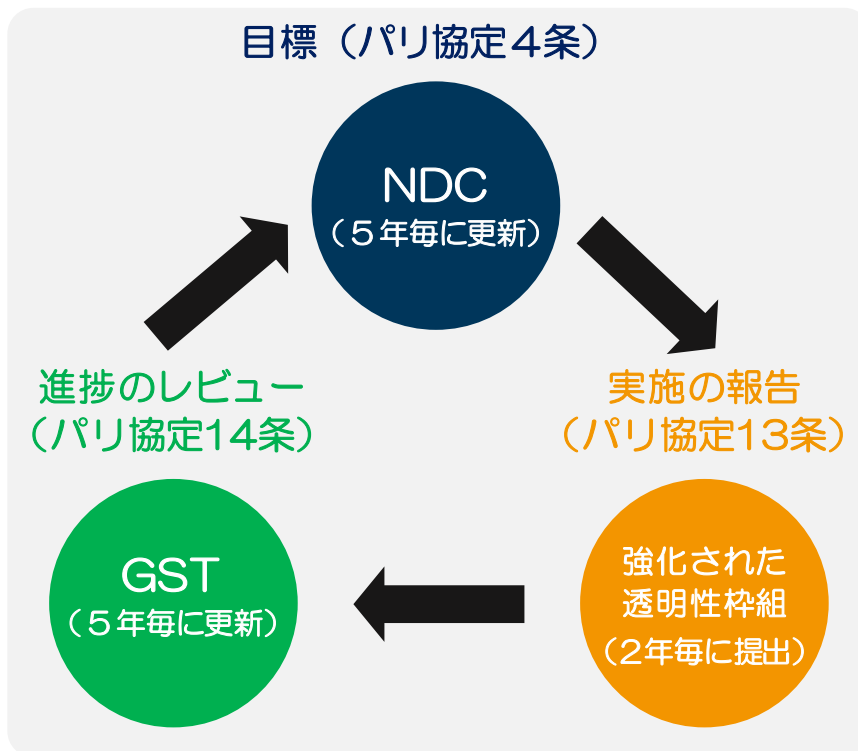 目標（パリ協定４条）
NDC
（５年毎に更新）
進捗のレビュー
（パリ協定14条）
実施の報告
（パリ協定13条）
GST
（５年毎に更新）
強化された
透明性枠組
（2年毎に提出）